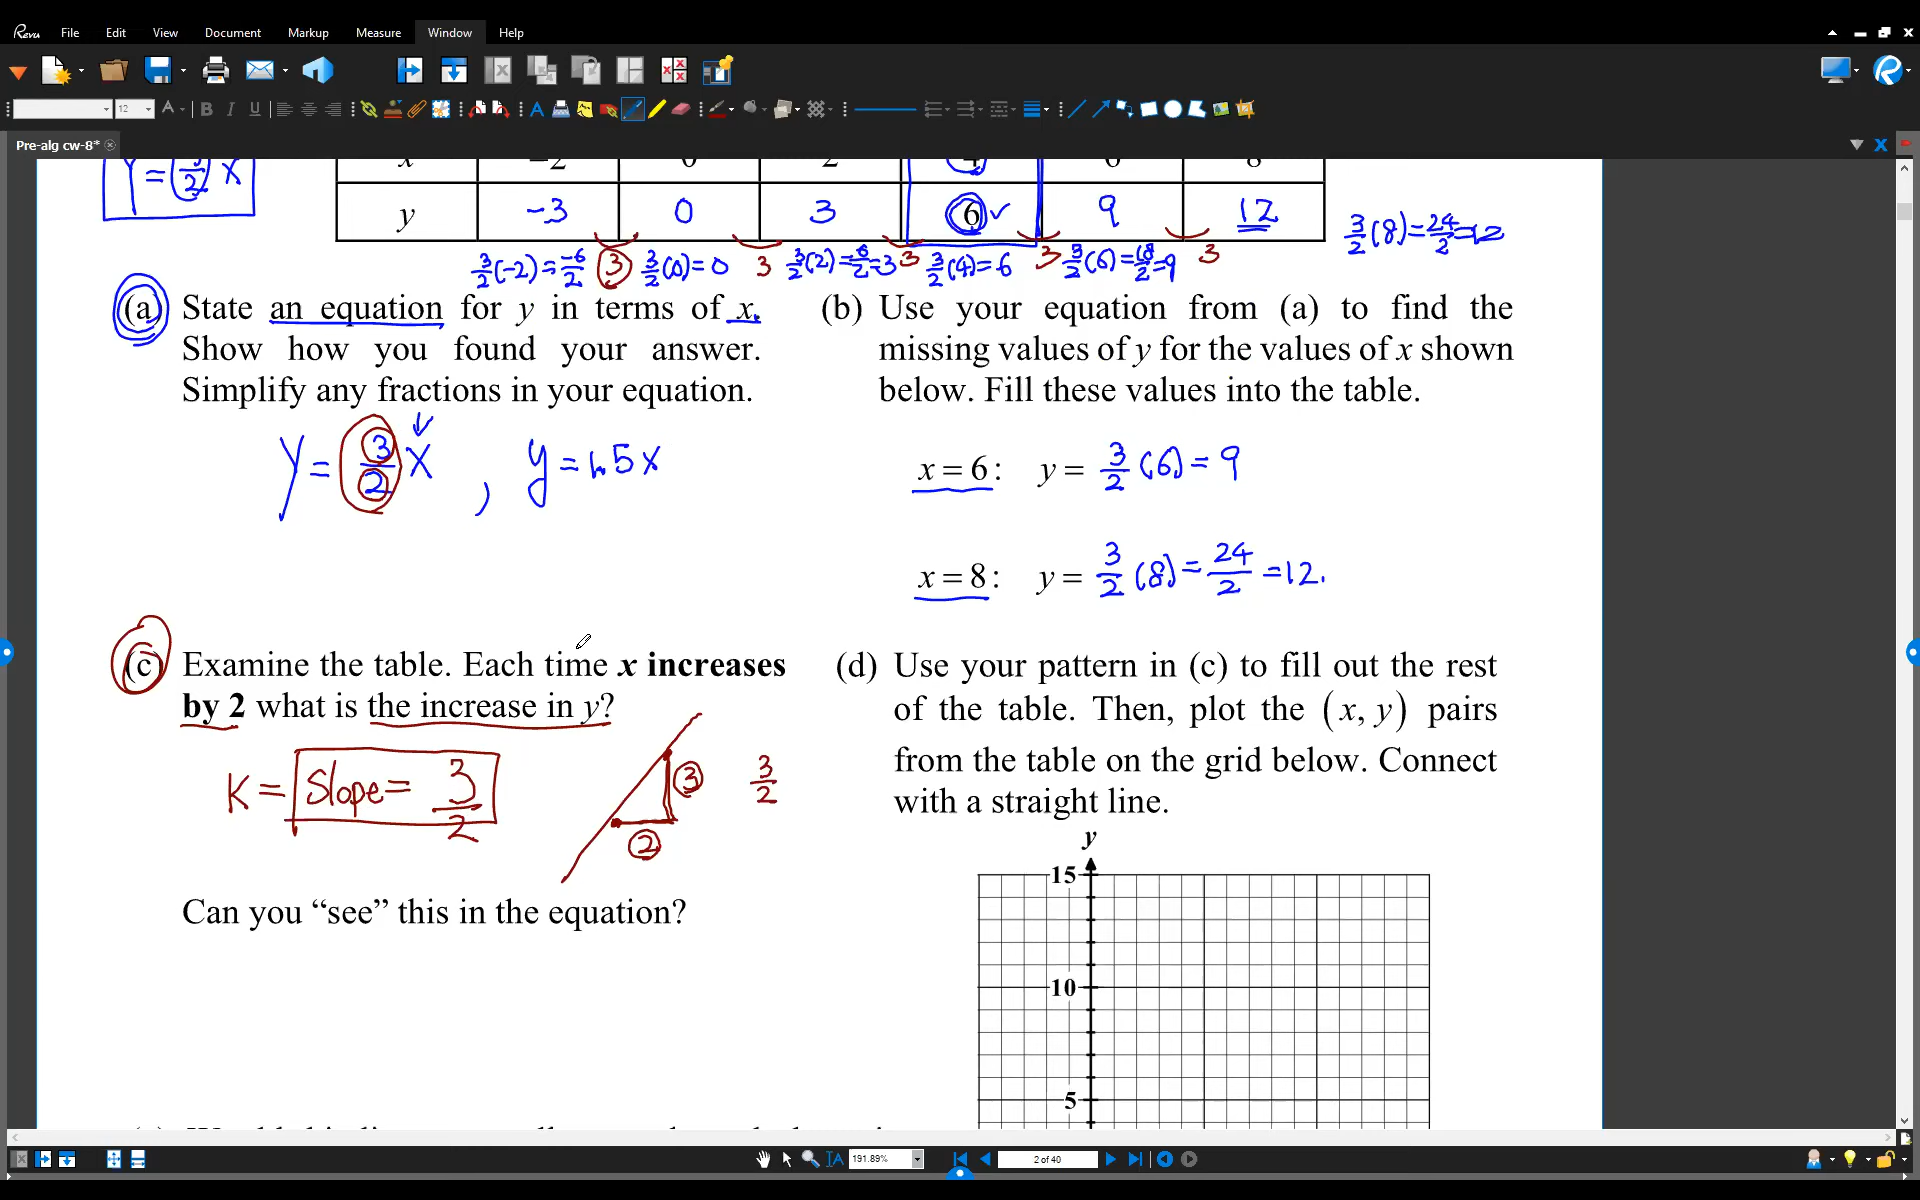 Revu File Edit View Document Markup Measure Window Help
12
Pre-alg cw-8*
x -2 0 2 4 6 8
Y = (3/2) X
y -3 0 3 6 ✓ 9 12
3/2 (8) = 24/2 = 12
3/2 (-2) = -6/2 3 3/2 (0) = 0 3 3/2 (2) = 6/2 = 3 3 3/2 (4) = 6 3 3/2 (6) = 18/2 = 9 3
(a) State an equation for y in terms of x.
Show how you found your answer.
Simplify any fractions in your equation.
Y = 3/2 X , y = 1.5 x
(b) Use your equation from (a) to find the
missing values of y for the values of x shown
below. Fill these values into the table.
x = 6: y = 3/2 (6) = 9
x = 8: y = 3/2 (8) = 24/2 = 12.
(c) Examine the table. Each time x increases
by 2 what is the increase in y?
K = Slope = 3/2
3
2
3/2
Can you “see” this in the equation?
(d) Use your pattern in (c) to fill out the rest
of the table. Then, plot the (x, y) pairs
from the table on the grid below. Connect
with a straight line.
y
15
10
5
191.89% 2 of 40